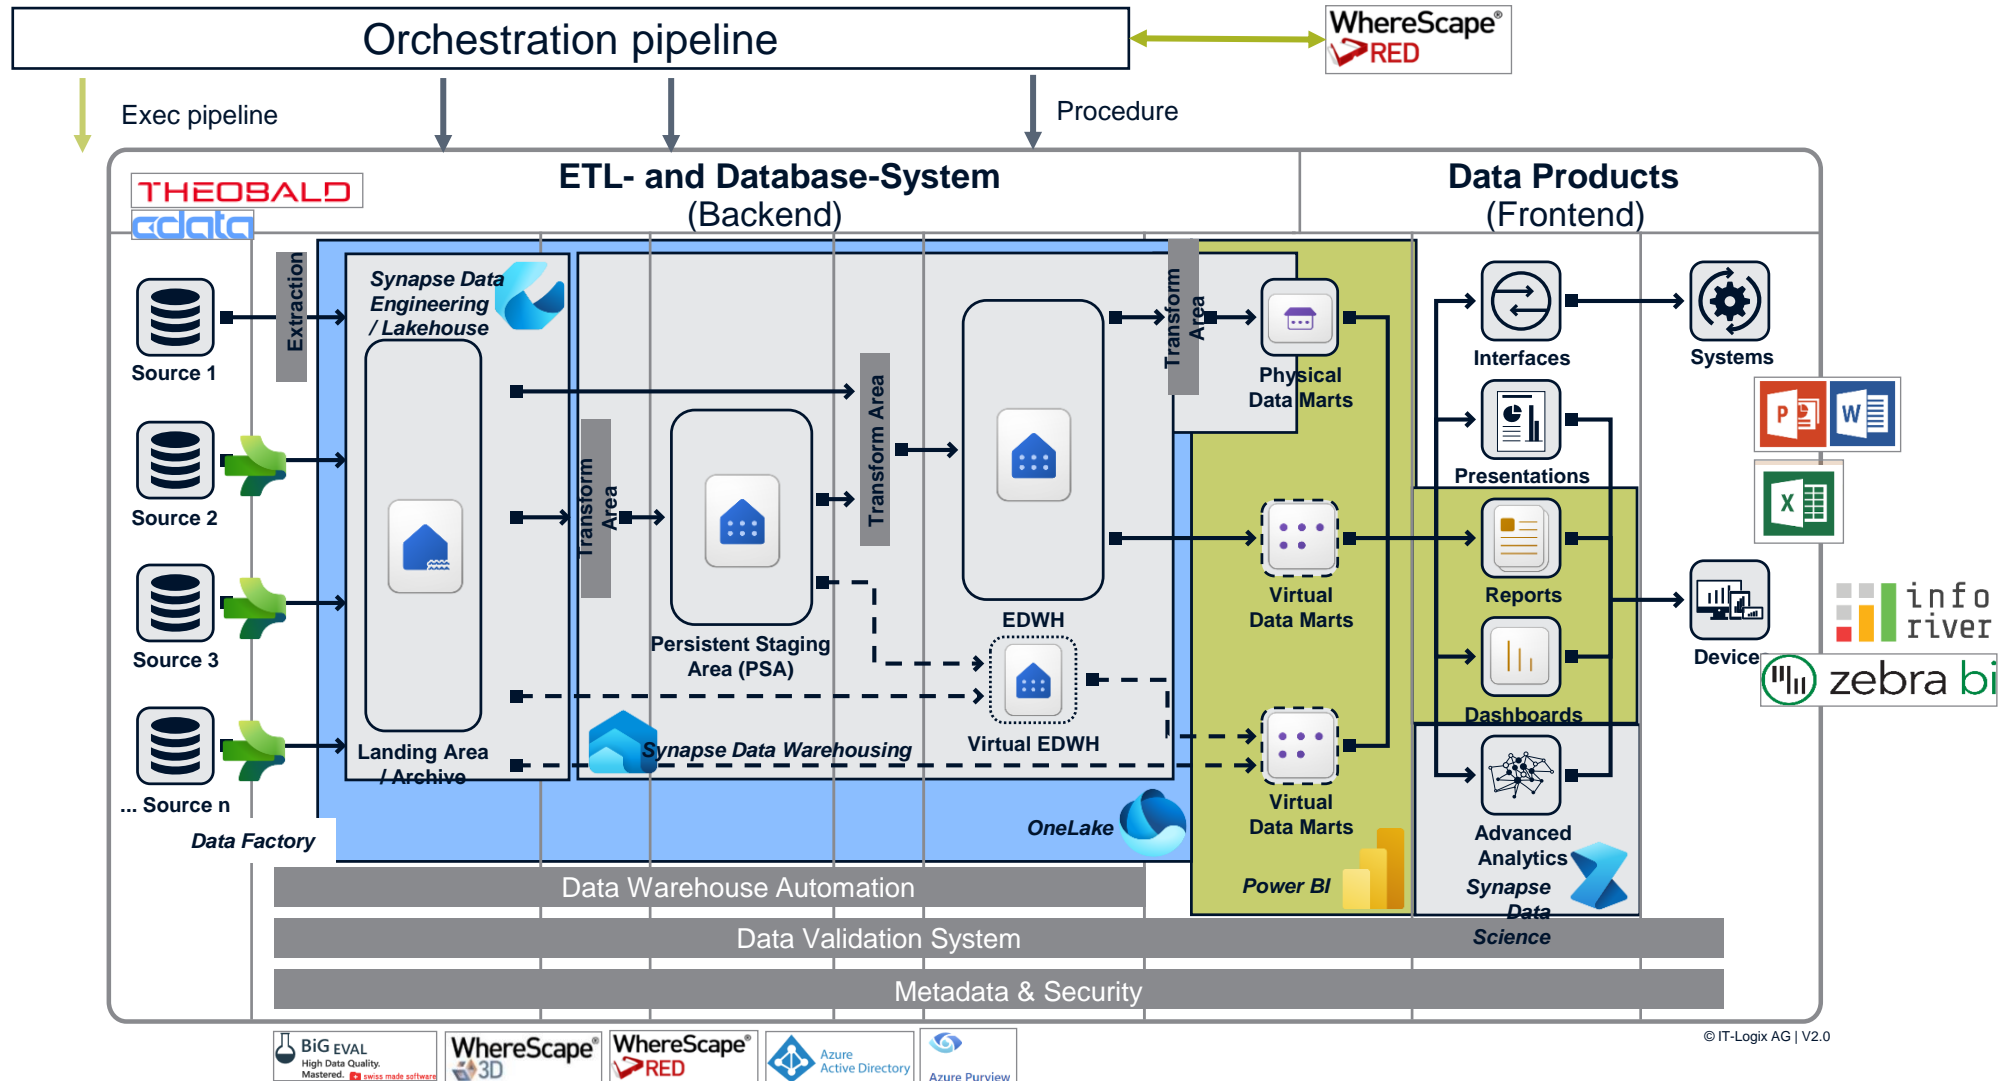 Orchestration pipeline
WhereScape®
RED
Exec pipeline
Procedure
THEOBALD
cdata
ETL- and Database-System
(Backend)
Data Products
(Frontend)
Extraction
Synapse Data
Engineering
/ Lakehouse
Transform
Area
Source 1
Physical
Data Marts
Interfaces
Systems
Transform Area
P
W
Presentations
X
Transform
Area
Source 2
Virtual
Data Marts
Reports
info
river
EDWH
Persistent Staging
Area (PSA)
Source 3
Devices
zebra bi
Dashboards
Landing Area
/ Archive
Synapse Data Warehousing
Virtual EDWH
... Source n
Virtual
Data Marts
OneLake
Data Factory
Advanced
Analytics
Power BI
Synapse
Data
Science
Data Warehouse Automation
Data Validation System
Metadata & Security
© IT-Logix AG | V2.0
BiG EVAL
High Data Quality.
Mastered.
swiss made software
WhereScape®
3D
WhereScape®
RED
Azure
Active Directory
Azure Purview